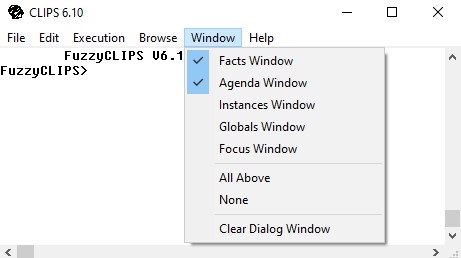 CLIPS 6.10
File Edit Execution Browse Window Help
FuzzyCLIPS V6.1
FuzzyCLIPS>
Facts Window
Agenda Window
Instances Window
Globals Window
Focus Window
All Above
None
Clear Dialog Window